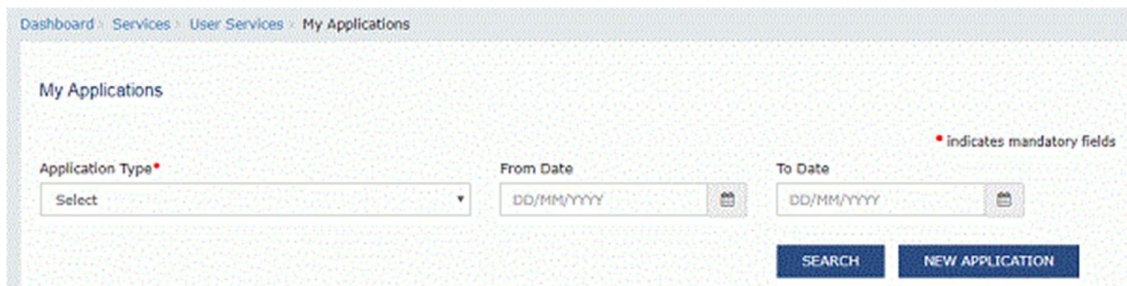 Dashboard > Services > User Services > My Applications
My Applications
• indicates mandatory fields
Application Type• From Date To Date
Select DD/MM/YYYY DD/MM/YYYY
SEARCH NEW APPLICATION